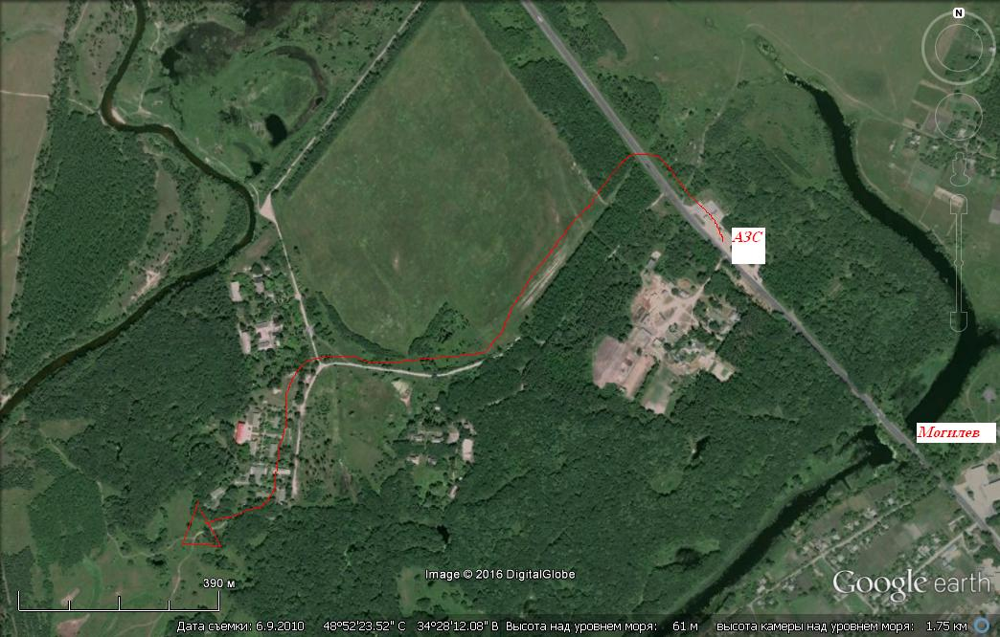 N
АЗС
Могилев
390 м
Image © 2016 DigitalGlobe
Google earth
Дата съемки: 6.9.2010 48°52'23.52" С 34°28'12.08" В Высота над уровнем моря: 61 м высота камеры над уровнем моря: 1.75 км